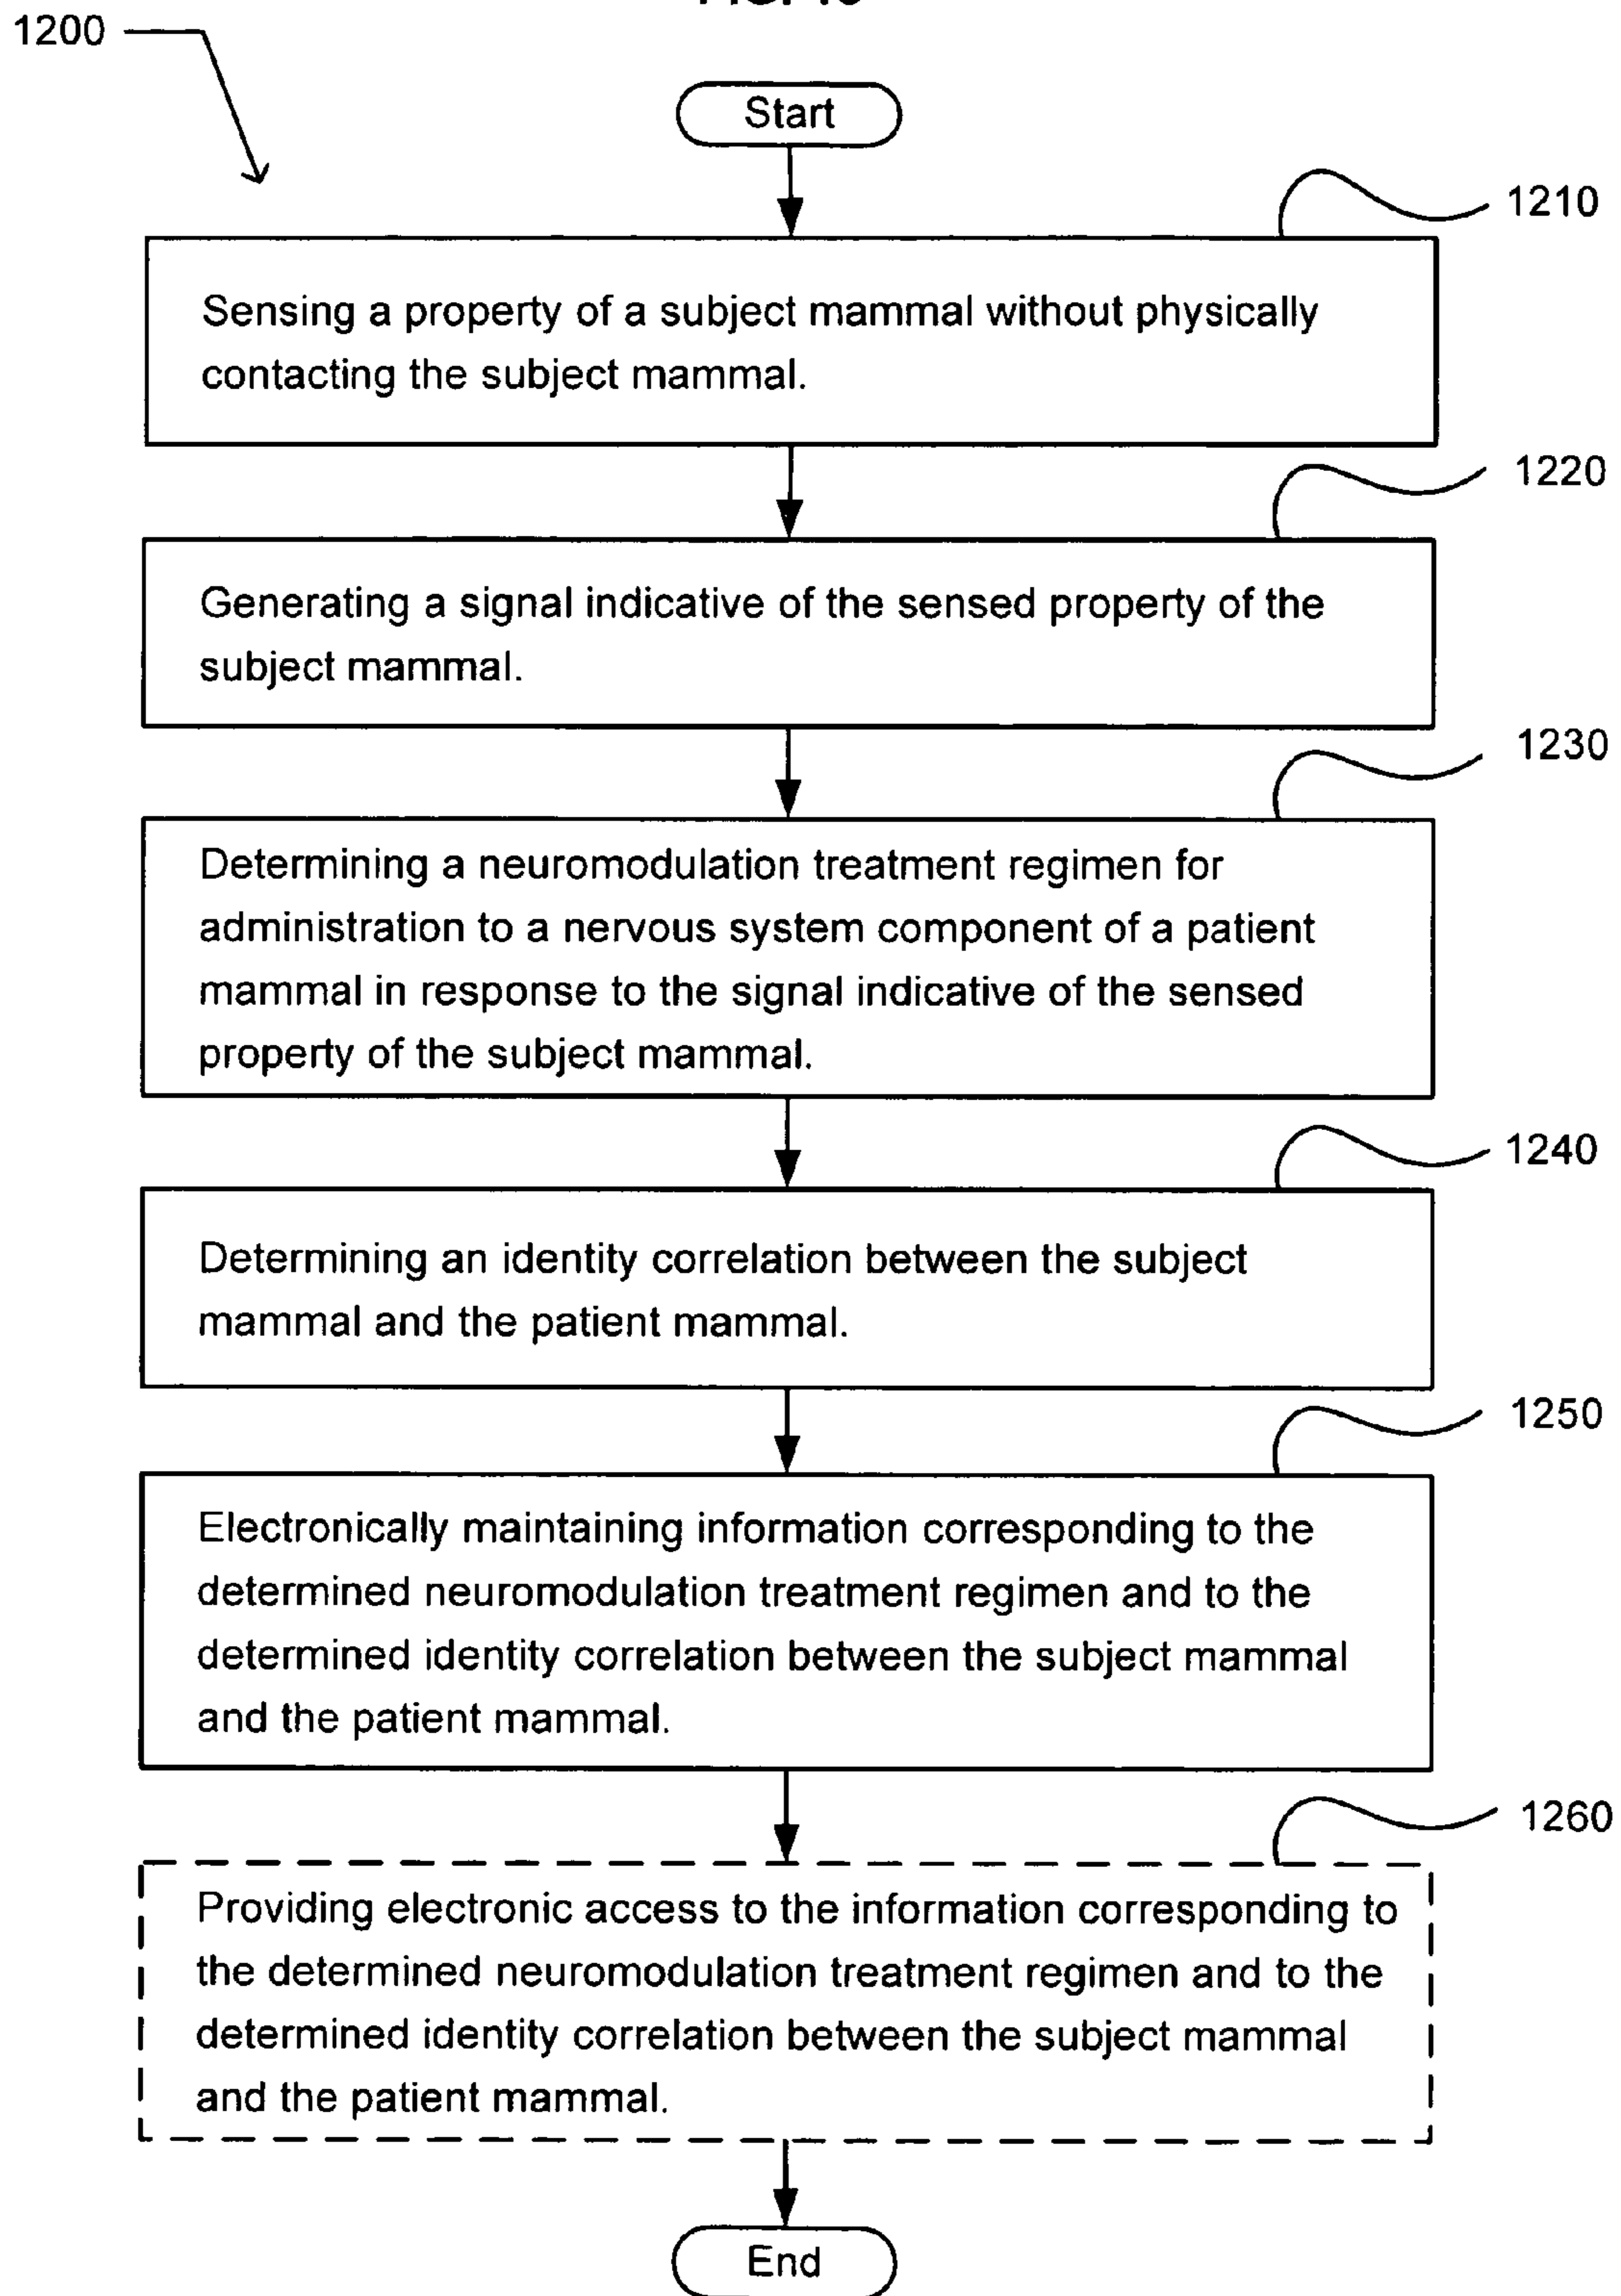 1200
Start
1210
Sensing a property of a subject mammal without physically
contacting the subject mammal.
1220
Generating a signal indicative of the sensed property of the
subject mammal.
1230
Determining a neuromodulation treatment regimen for
administration to a nervous system component of a patient
mammal in response to the signal indicative of the sensed
property of the subject mammal.
1240
Determining an identity correlation between the subject
mammal and the patient mammal.
1250
Electronically maintaining information corresponding to the
determined neuromodulation treatment regimen and to the
determined identity correlation between the subject mammal
and the patient mammal.
1260
Providing electronic access to the information corresponding to
the determined neuromodulation treatment regimen and to the
determined identity correlation between the subject mammal
and the patient mammal.
End